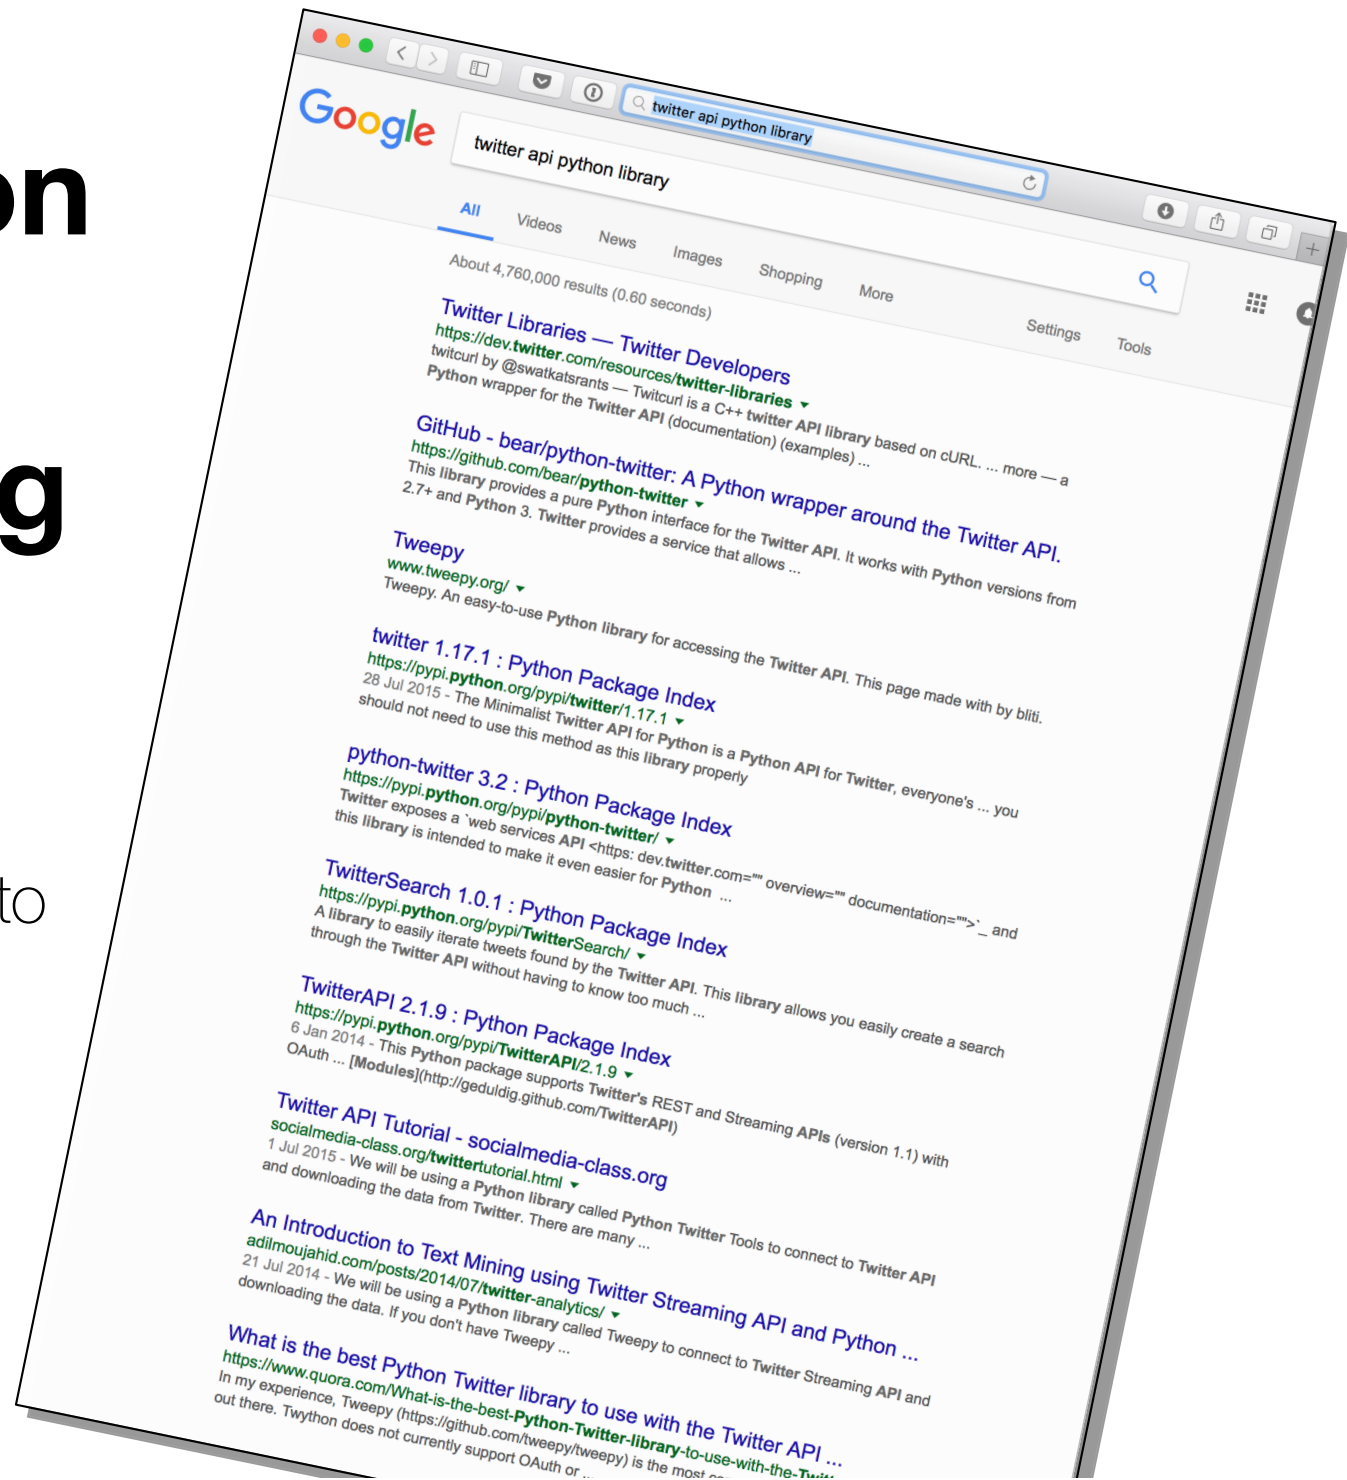 on
g
to
twitter api python library
Google
twitter api python library
All Videos News Images Shopping More Settings Tools
About 4,760,000 results (0.60 seconds)
Twitter Libraries — Twitter Developers
https://dev.twitter.com/resources/twitter-libraries
twitcurl by @swatkatsrants — Twitcurl is a C++ twitter API library based on cURL. ... more — a
Python wrapper for the Twitter API (documentation) (examples) ...
GitHub - bear/python-twitter: A Python wrapper around the Twitter API.
https://github.com/bear/python-twitter
This library provides a pure Python interface for the Twitter API. It works with Python versions from
2.7+ and Python 3. Twitter provides a service that allows ...
Tweepy
www.tweepy.org/
Tweepy. An easy-to-use Python library for accessing the Twitter API. This page made with by bliti.
twitter 1.17.1 : Python Package Index
https://pypi.python.org/pypi/twitter/1.17.1
28 Jul 2015 - The Minimalist Twitter API for Python is a Python API for Twitter, everyone's ... you
should not need to use this method as this library properly
python-twitter 3.2 : Python Package Index
https://pypi.python.org/pypi/python-twitter/
Twitter exposes a `web services API <https: dev.twitter.com="" overview="" documentation="">`_ and
this library is intended to make it even easier for Python ...
TwitterSearch 1.0.1 : Python Package Index
https://pypi.python.org/pypi/TwitterSearch/
A library to easily iterate tweets found by the Twitter API. This library allows you easily create a search
through the Twitter API without having to know too much ...
TwitterAPI 2.1.9 : Python Package Index
https://pypi.python.org/pypi/TwitterAPI/2.1.9
6 Jan 2014 - This Python package supports Twitter's REST and Streaming APIs (version 1.1) with
OAuth ... [Modules](http://geduldig.github.com/TwitterAPI)
Twitter API Tutorial - socialmedia-class.org
socialmedia-class.org/twittertutorial.html
1 Jul 2015 - We will be using a Python library called Python Twitter Tools to connect to Twitter API
and downloading the data from Twitter. There are many ...
An Introduction to Text Mining using Twitter Streaming API and Python ...
adilmoujahid.com/posts/2014/07/twitter-analytics/
21 Jul 2014 - We will be using a Python library called Tweepy to connect to Twitter Streaming API and
downloading the data. If you don't have Tweepy ...
What is the best Python Twitter library to use with the Twitter API ...
https://www.quora.com/What-is-the-best-Python-Twitter-library-to-use-with-the-Twitt
In my experience, Tweepy (https://github.com/tweepy/tweepy) is the most
out there. Twython does not currently support OAuth or ...